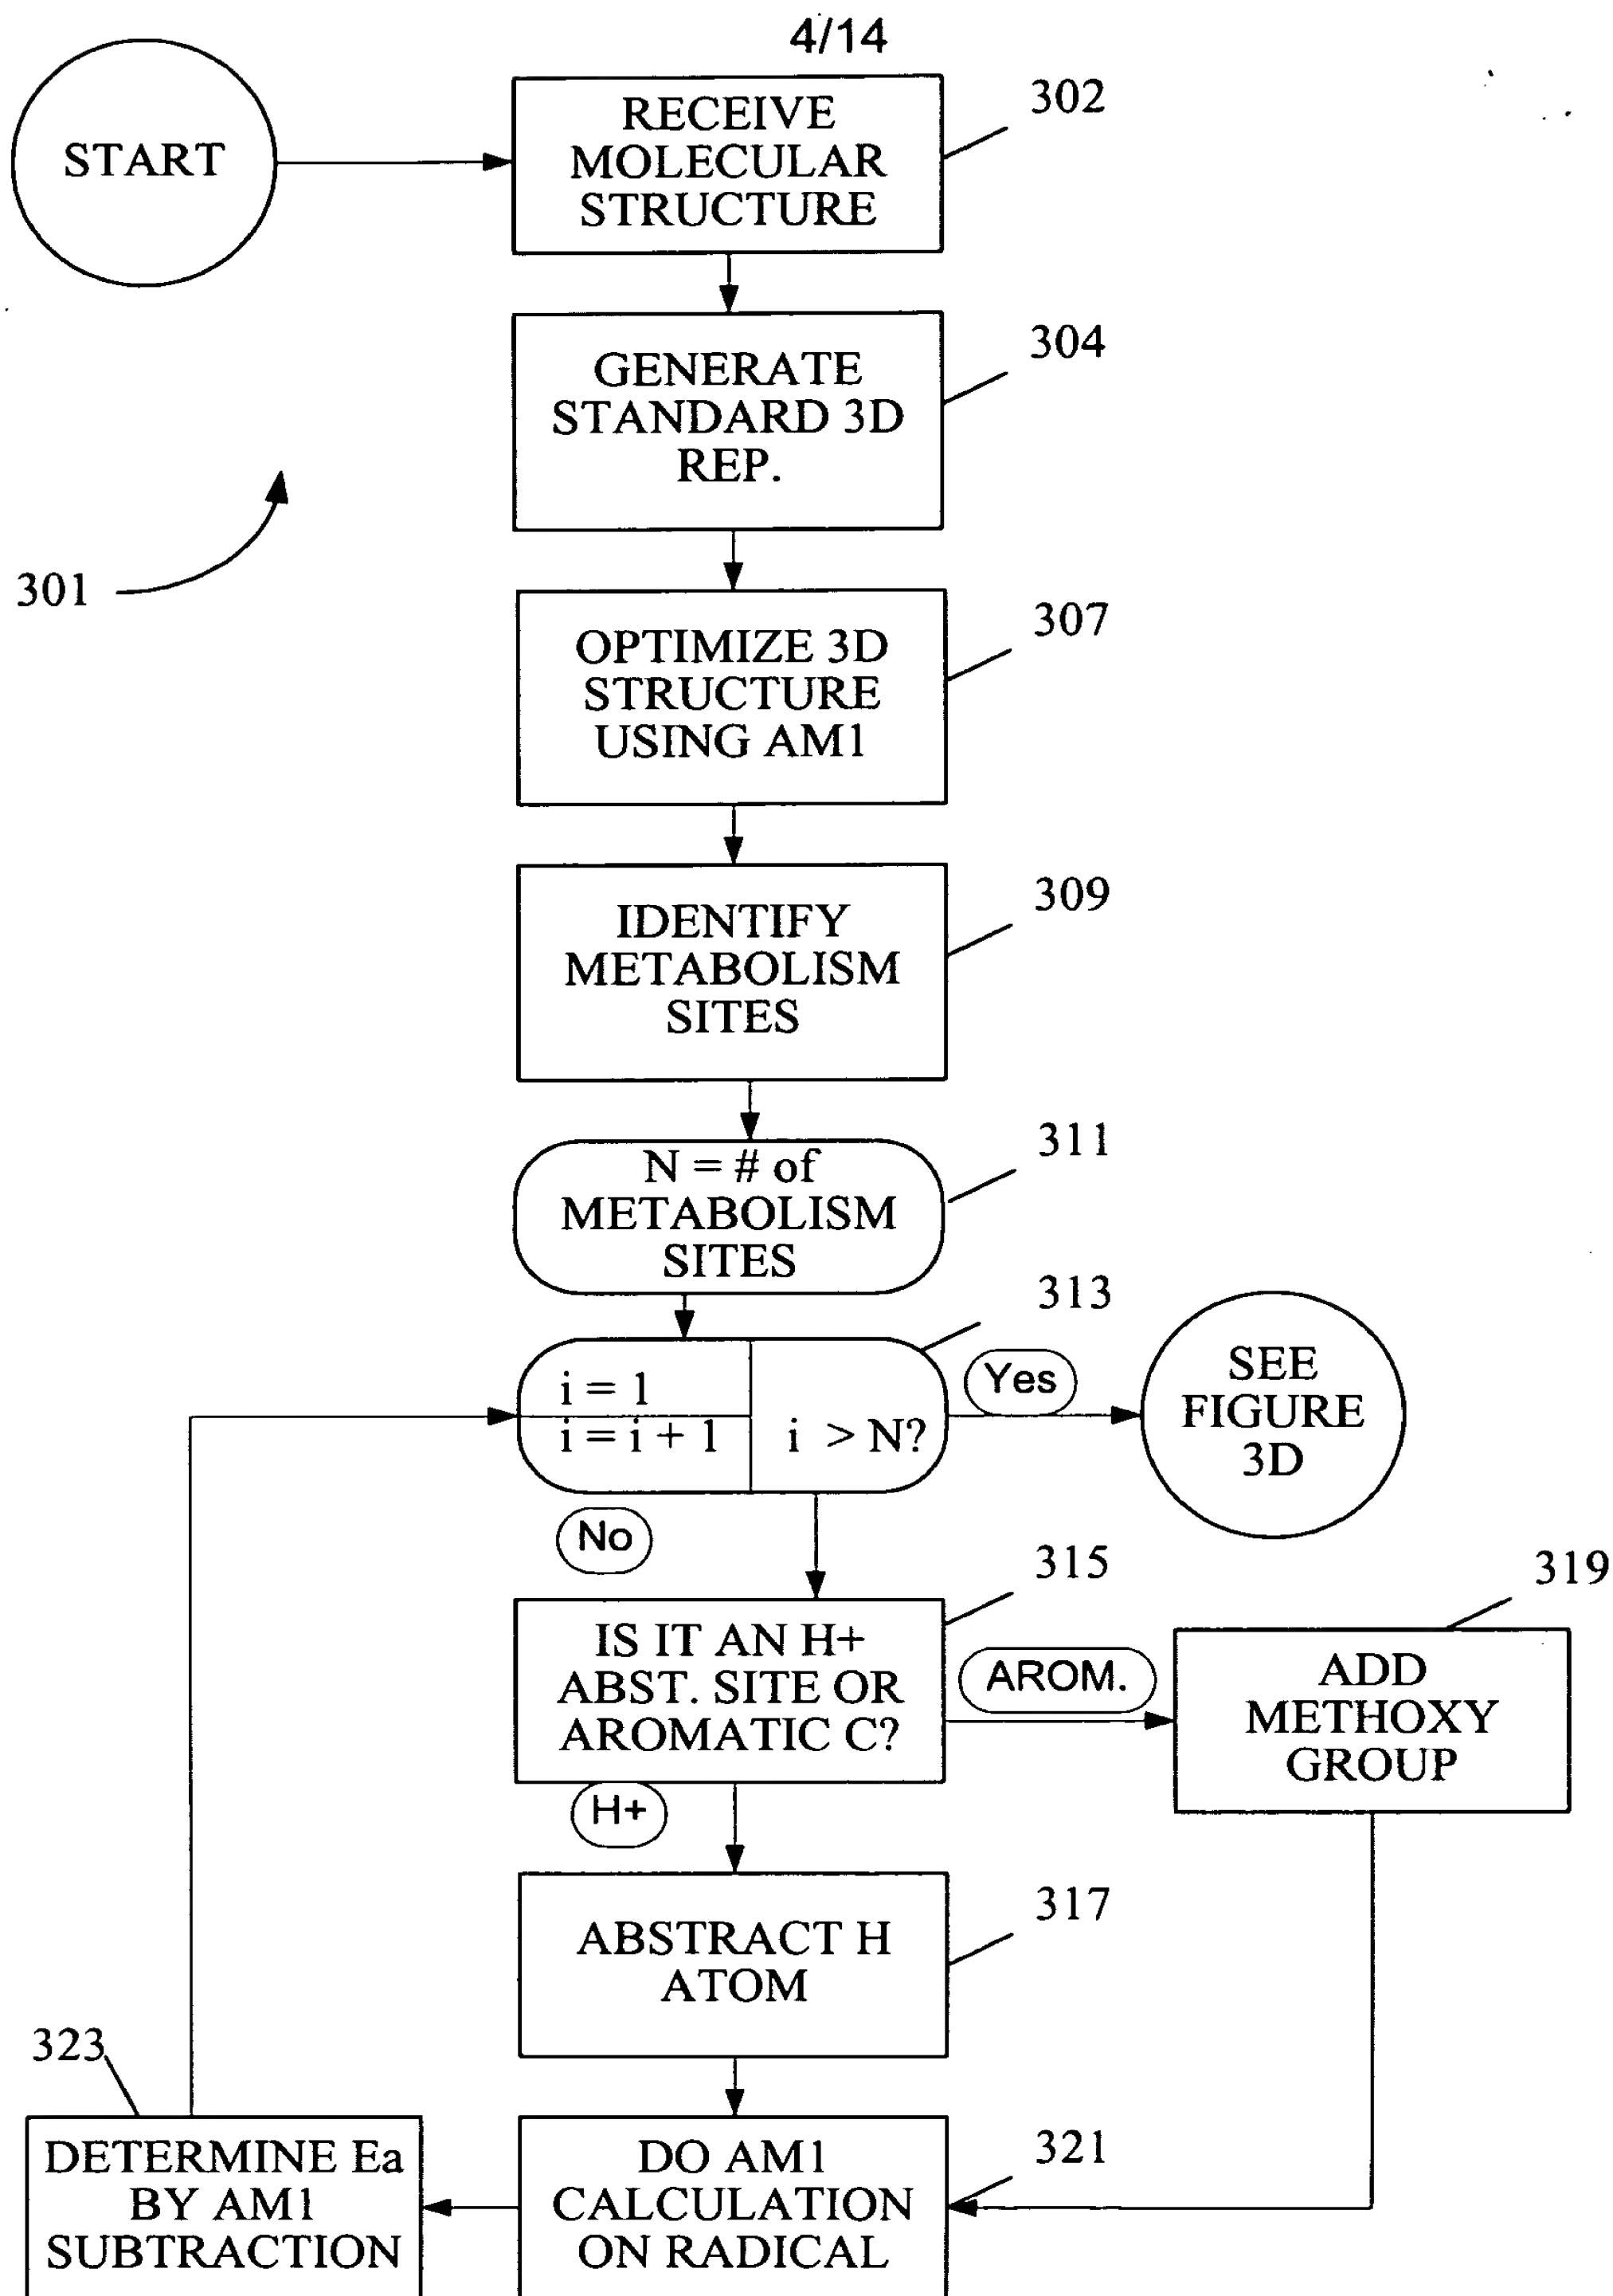 4/14
START
RECEIVE
MOLECULAR
STRUCTURE
302
GENERATE
STANDARD 3D
REP.
304
301
OPTIMIZE 3D
STRUCTURE
USING AM1
307
IDENTIFY
METABOLISM
SITES
309
N = # of
METABOLISM
SITES
311
313
i = 1
i = i + 1
i > N?
Yes
SEE
FIGURE
3D
No
315
IS IT AN H+
ABST. SITE OR
AROMATIC C?
AROM.
319
ADD
METHOXY
GROUP
H+
317
ABSTRACT H
ATOM
323
DETERMINE Ea
BY AM1
SUBTRACTION
DO AM1
CALCULATION
ON RADICAL
321